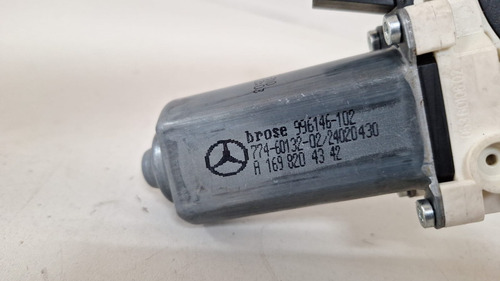 brose 996146-102
774-60132-02/24020430
A 169 820 43 42